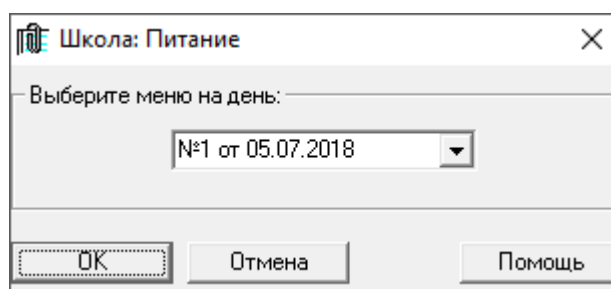 Школа: Питание
Выберите меню на день:
№1 от 05.07.2018
OK
Отмена
Помощь